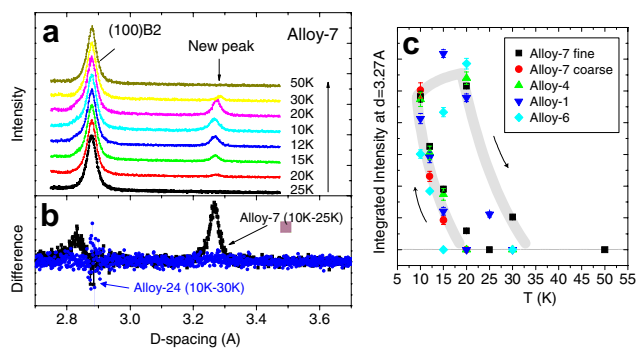 a
(100)B2
New peak
Alloy-7
50K
30K
20K
10K
12K
15K
20K
25K
Intensity
b
Alloy-7 (10K-25K)
Alloy-24 (10K-30K)
Difference
2.8 3.0 3.2 3.4 3.6
D-spacing (A)
c
Alloy-7 fine
Alloy-7 coarse
Alloy-4
Alloy-1
Alloy-6
Integrated Intensity at d=3.27A
5 10 15 20 25 30 35 40 45 50 55
T (K)